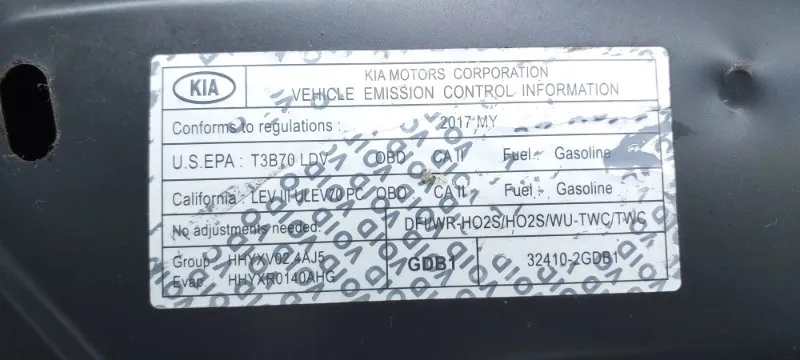 KIA
KIA MOTORS CORPORATION
VEHICLE EMISSION CONTROL INFORMATION
Conforms to regulations : 2017 MY
U.S.EPA : T3B70 LDV OBD CA II Fuel : Gasoline
California : LEV III ULEV70 PC OBD CA II Fuel : Gasoline
No adjustments needed. DFI/WR-HO2S/HO2S/WU-TWC/TWC
Group : HHYXV02.4AJ5 GDB1 32410-2GDB1
Evap: HHYXR0140AHG
VOID